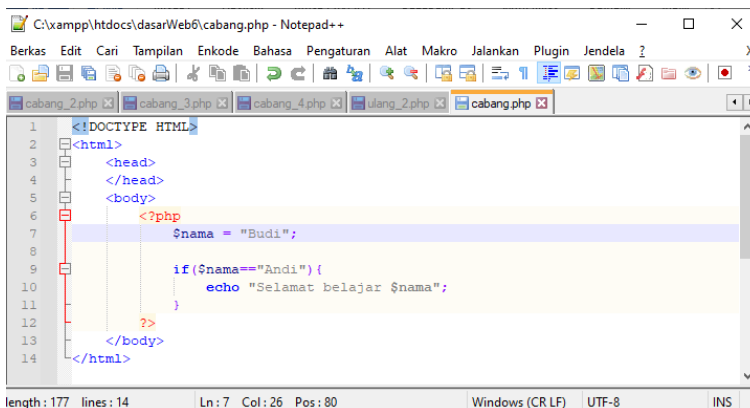 C:\xampp\htdocs\dasarWeb6\cabang.php - Notepad++
Berkas Edit Cari Tampilan Enkode Bahasa Pengaturan Alat Makro Jalankan Plugin Jendela ?
cabang_2.php cabang_3.php cabang_4.php ulang_2.php cabang.php
1 <!DOCTYPE HTML>
2 <html>
3 <head>
4 </head>
5 <body>
6 <?php
7 $nama = "Budi";
8
9 if($nama=="Andi"){
10 echo "Selamat belajar $nama";
11 }
12 ?>
13 </body>
14 </html>
length : 177 lines : 14 Ln : 7 Col : 26 Pos : 80 Windows (CR LF) UTF-8 INS